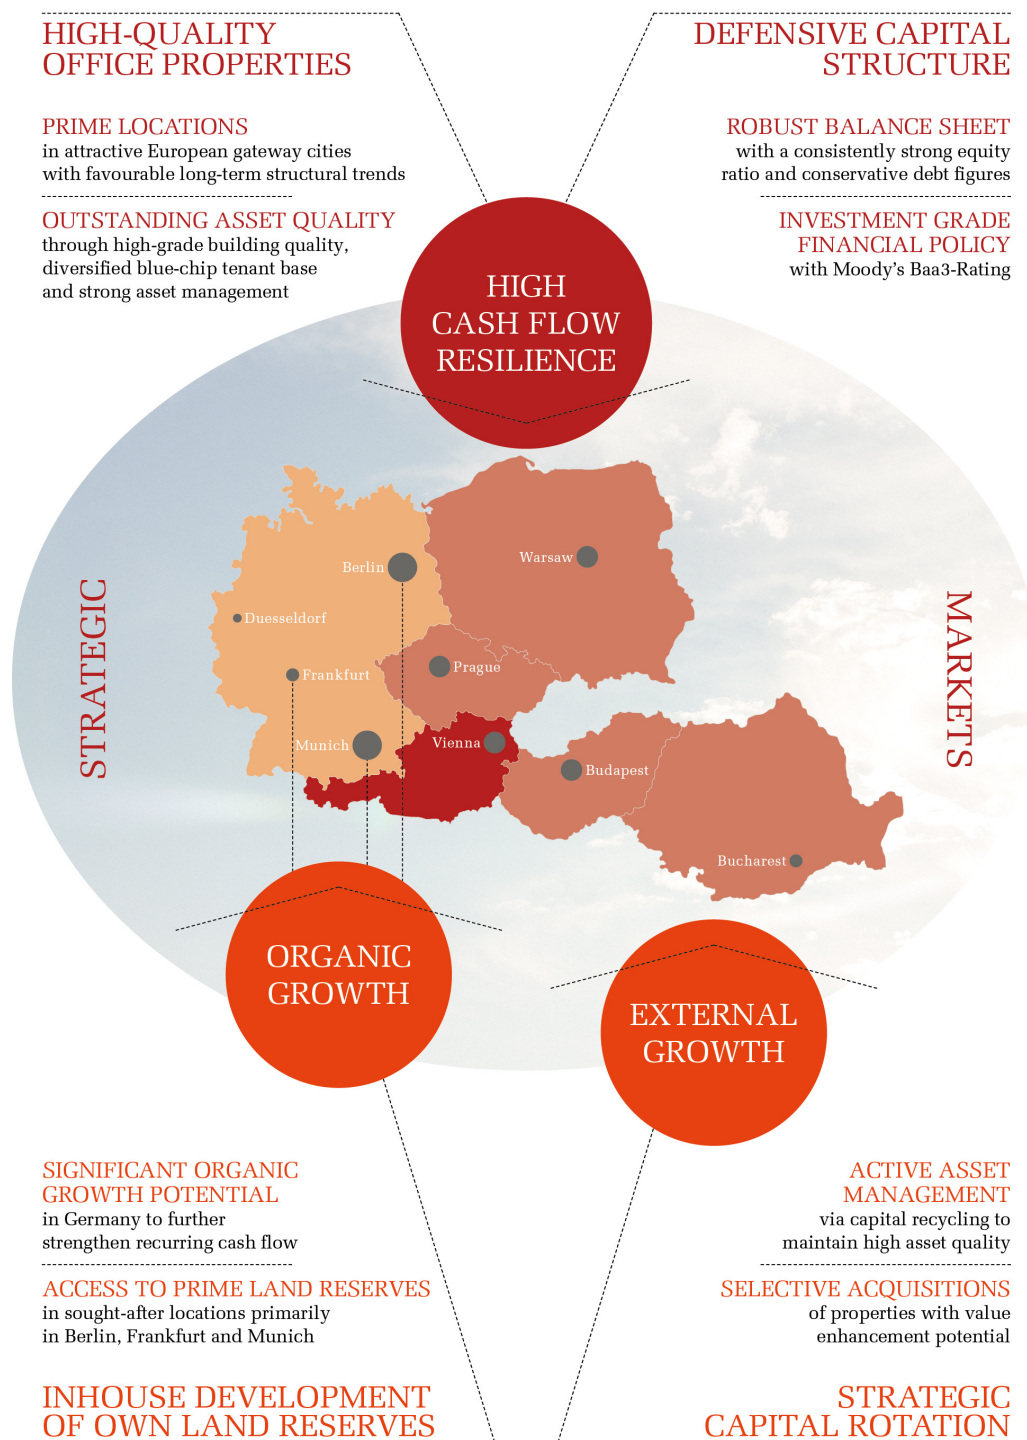 HIGH-QUALITY
OFFICE PROPERTIES
PRIME LOCATIONS
in attractive European gateway cities
with favourable long-term structural trends
OUTSTANDING ASSET QUALITY
through high-grade building quality,
diversified blue-chip tenant base
and strong asset management
DEFENSIVE CAPITAL
STRUCTURE
ROBUST BALANCE SHEET
with a consistently strong equity
ratio and conservative debt figures
INVESTMENT GRADE
FINANCIAL POLICY
with Moody's Baa3-Rating
HIGH
CASH FLOW
RESILIENCE
STRATEGIC
MARKETS
Berlin
Warsaw
Duesseldorf
Frankfurt
Prague
Munich
Vienna
Budapest
Bucharest
ORGANIC
GROWTH
EXTERNAL
GROWTH
SIGNIFICANT ORGANIC
GROWTH POTENTIAL
in Germany to further
strengthen recurring cash flow
ACCESS TO PRIME LAND RESERVES
in sought-after locations primarily
in Berlin, Frankfurt and Munich
INHOUSE DEVELOPMENT
OF OWN LAND RESERVES
ACTIVE ASSET
MANAGEMENT
via capital recycling to
maintain high asset quality
SELECTIVE ACQUISITIONS
of properties with value
enhancement potential
STRATEGIC
CAPITAL ROTATION